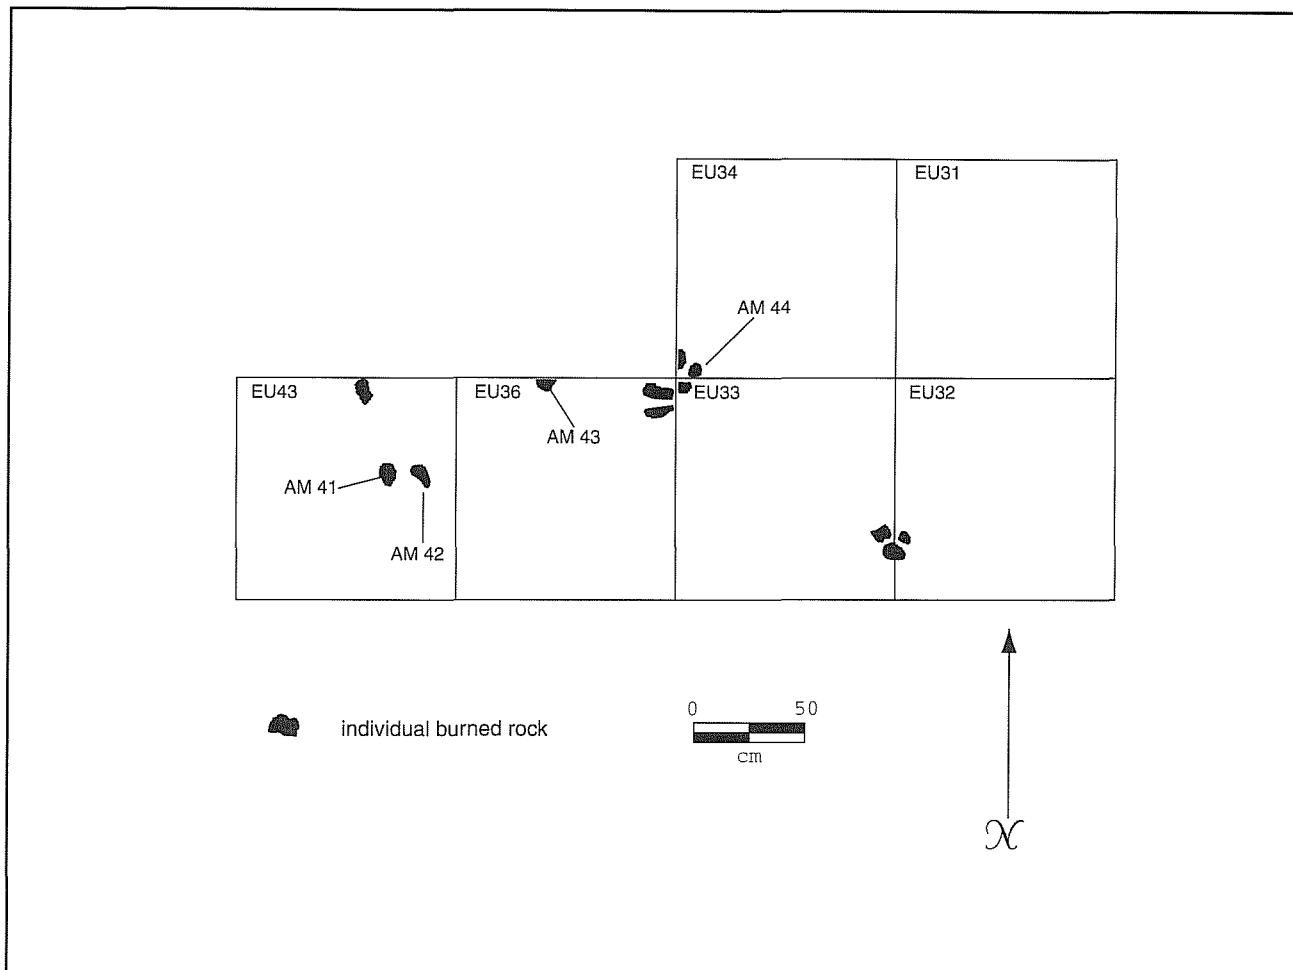 EU34
EU31
AM 44
EU43
EU36
EU33
EU32
AM 43
AM 41
AM 42
individual burned rock
0 50
cm
N